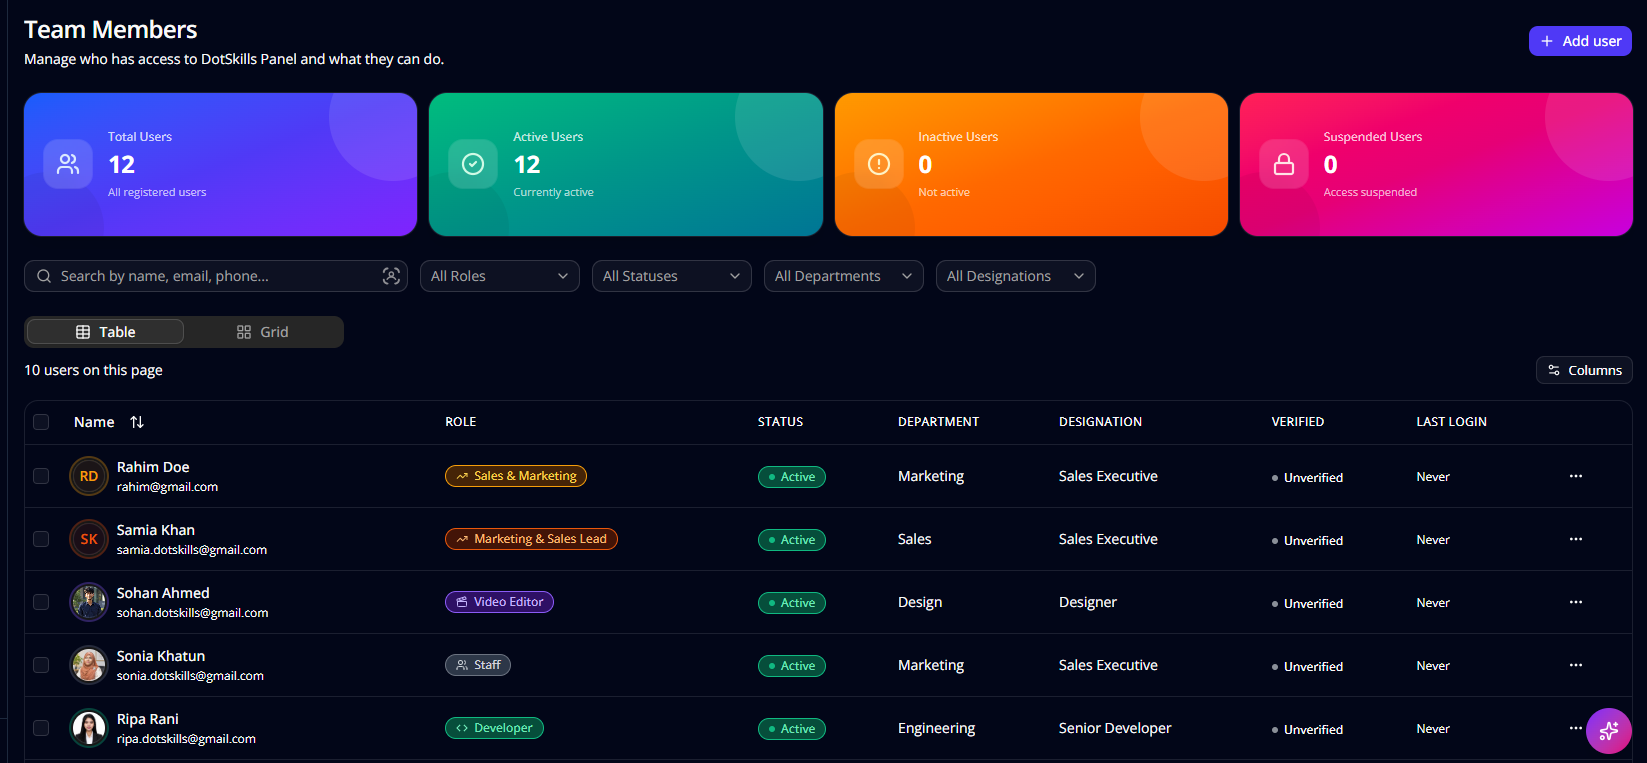 Team Members
Manage who has access to DotSkills Panel and what they can do.
Add user
Total Users
12
All registered users
Active Users
12
Currently active
Inactive Users
0
Not active
Suspended Users
0
Access suspended
Search by name, email, phone...
All Roles
All Statuses
All Departments
All Designations
Table
Grid
10 users on this page
Columns
Name ROLE STATUS DEPARTMENT DESIGNATION VERIFIED LAST LOGIN
RD Rahim Doe
rahim@gmail.com
Sales & Marketing Active Marketing Sales Executive Unverified Never
SK Samia Khan
samia.dotskills@gmail.com
Marketing & Sales Lead Active Sales Sales Executive Unverified Never
Sohan Ahmed
sohan.dotskills@gmail.com
Video Editor Active Design Designer Unverified Never
Sonia Khatun
sonia.dotskills@gmail.com
Staff Active Marketing Sales Executive Unverified Never
Ripa Rani
ripa.dotskills@gmail.com
Developer Active Engineering Senior Developer Unverified Never